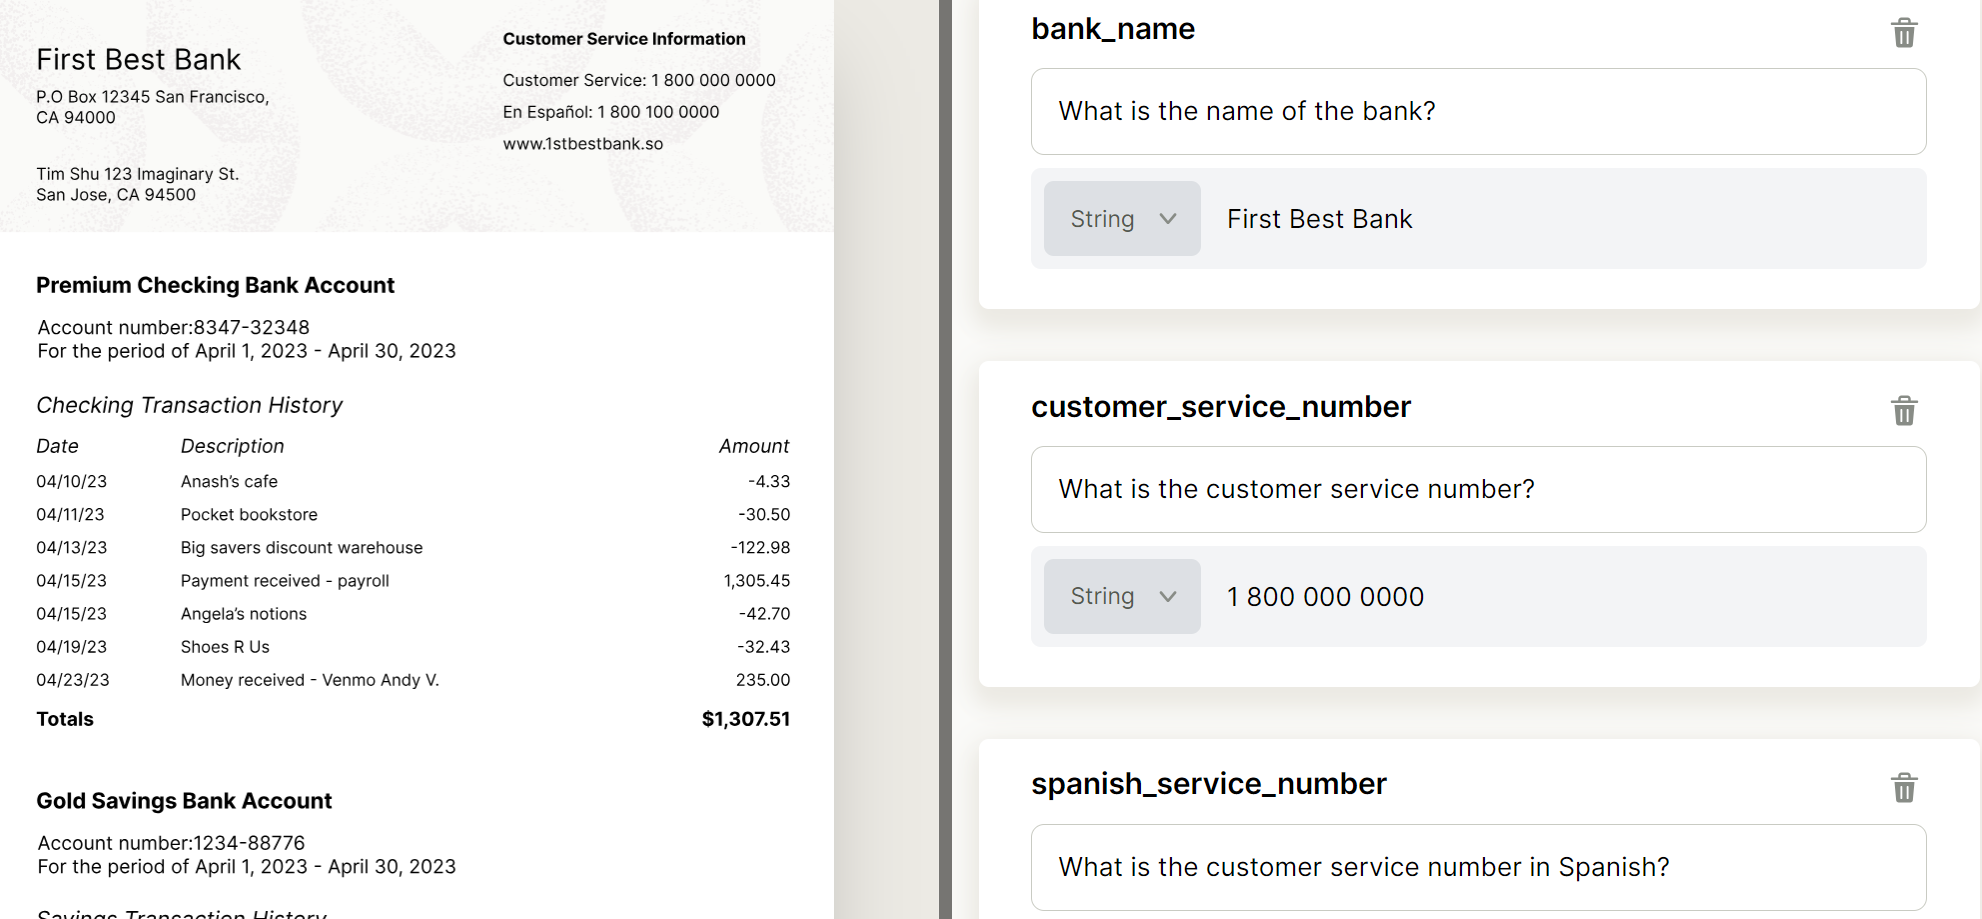 First Best Bank
P.O Box 12345 San Francisco,
CA 94000
Tim Shu 123 Imaginary St.
San Jose, CA 94500
Customer Service Information
Customer Service: 1 800 000 0000
En Español: 1 800 100 0000
www.1stbestbank.so
Premium Checking Bank Account
Account number:8347-32348
For the period of April 1, 2023 - April 30, 2023
Checking Transaction History
Date Description Amount
04/10/23 Anash’s cafe -4.33
04/11/23 Pocket bookstore -30.50
04/13/23 Big savers discount warehouse -122.98
04/15/23 Payment received - payroll 1,305.45
04/15/23 Angela’s notions -42.70
04/19/23 Shoes R Us -32.43
04/23/23 Money received - Venmo Andy V. 235.00
Totals $1,307.51
Gold Savings Bank Account
Account number:1234-88776
For the period of April 1, 2023 - April 30, 2023
Savings Transaction History
bank_name
What is the name of the bank?
String First Best Bank
customer_service_number
What is the customer service number?
String 1 800 000 0000
spanish_service_number
What is the customer service number in Spanish?